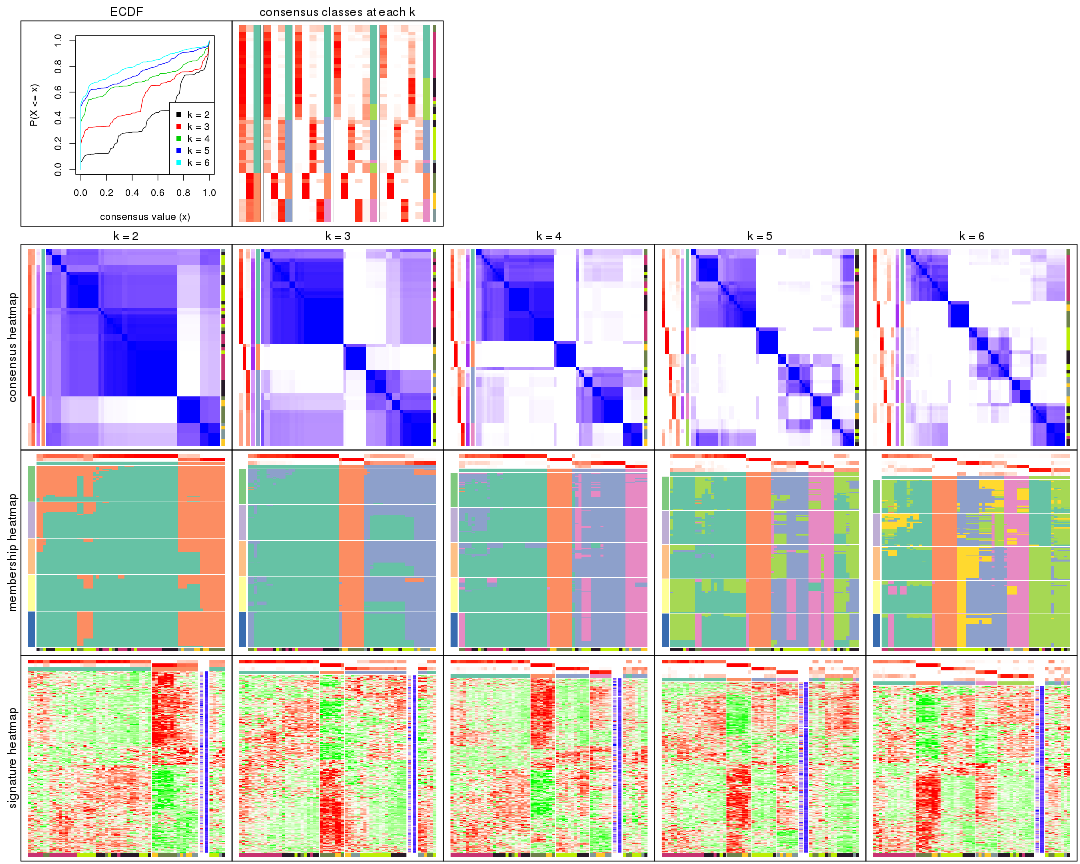 ECDF
consensus classes at each k
P(X <= x)
0.0 0.2 0.4 0.6 0.8 1.0
k = 2
k = 3
k = 4
k = 5
k = 6
0.0 0.2 0.4 0.6 0.8 1.0
consensus value (x)
k = 2
k = 3
k = 4
k = 5
k = 6
consensus heatmap
membership heatmap
signature heatmap